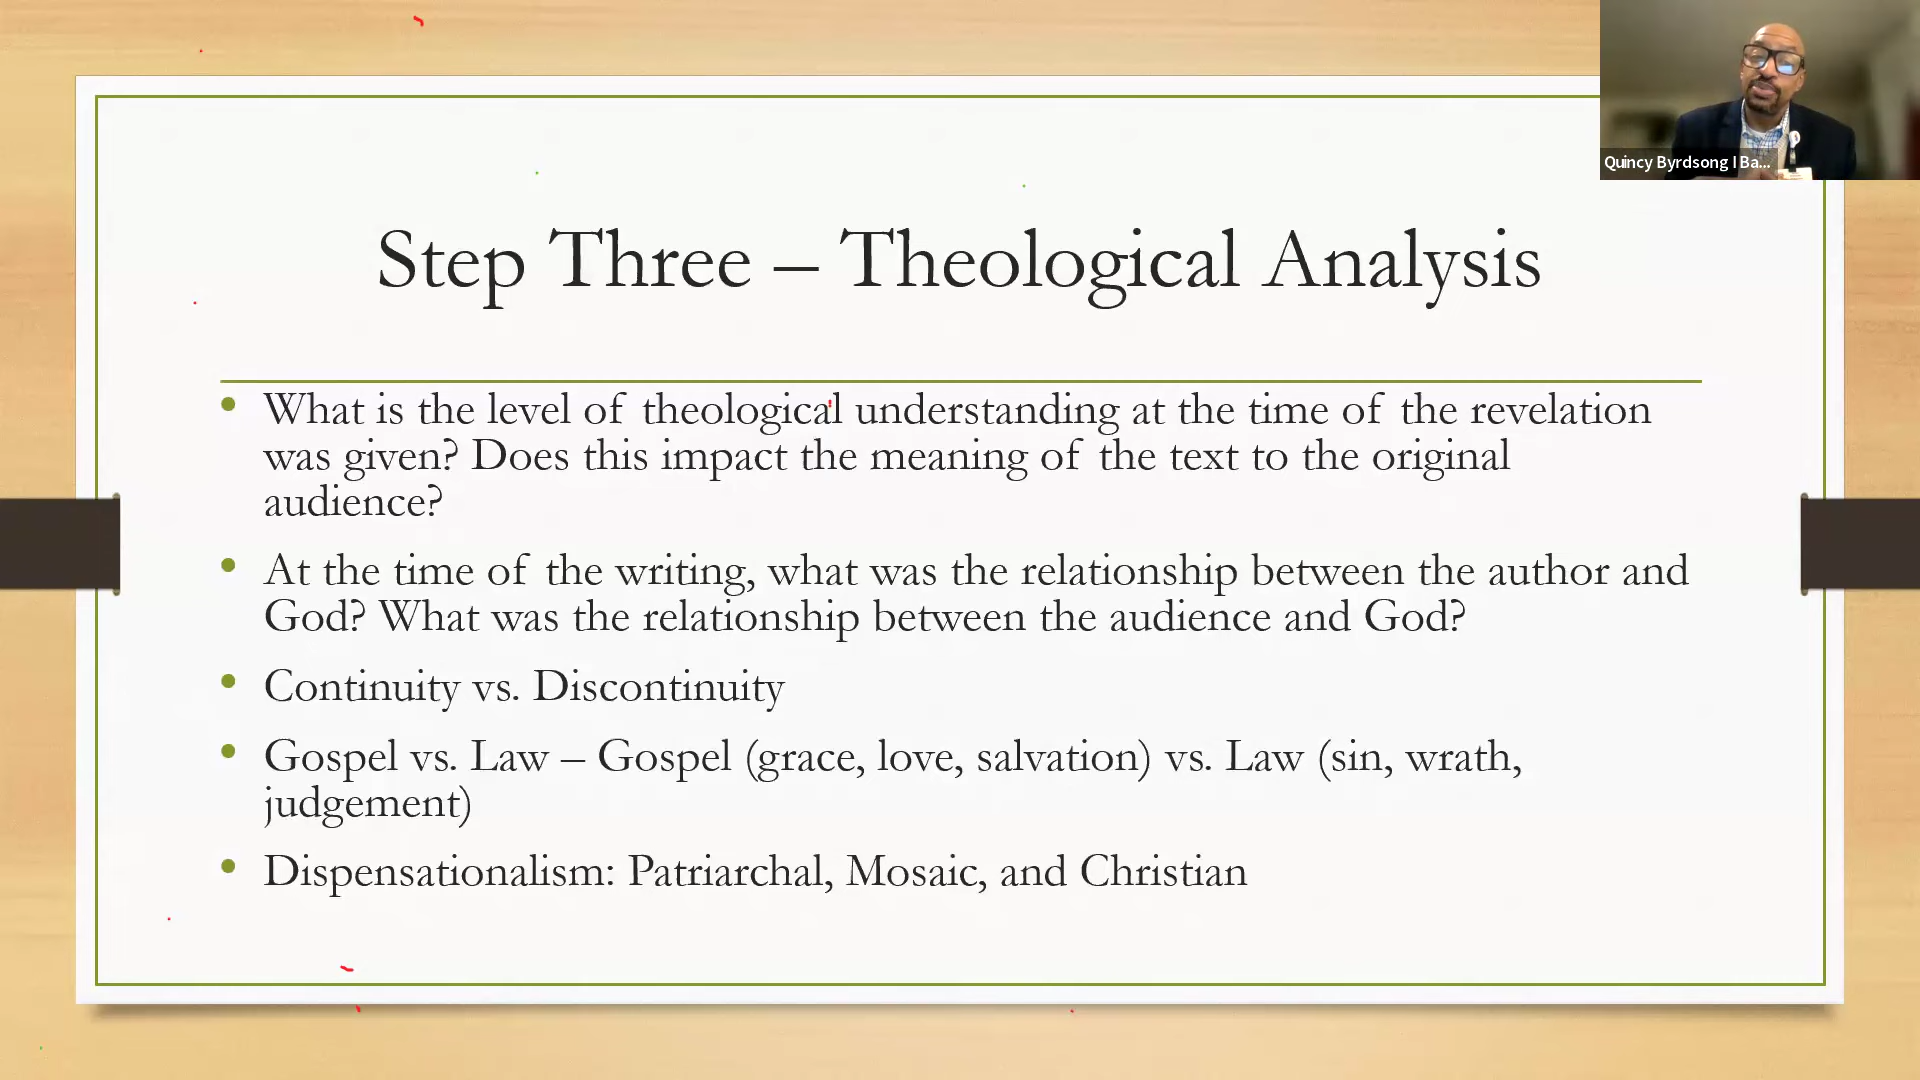 Quincy Byrdsong | Ba...
Step Three – Theological Analysis
• What is the level of theological understanding at the time of the revelation
was given? Does this impact the meaning of the text to the original
audience?
• At the time of the writing, what was the relationship between the author and
God? What was the relationship between the audience and God?
• Continuity vs. Discontinuity
• Gospel vs. Law – Gospel (grace, love, salvation) vs. Law (sin, wrath,
judgement)
• Dispensationalism: Patriarchal, Mosaic, and Christian